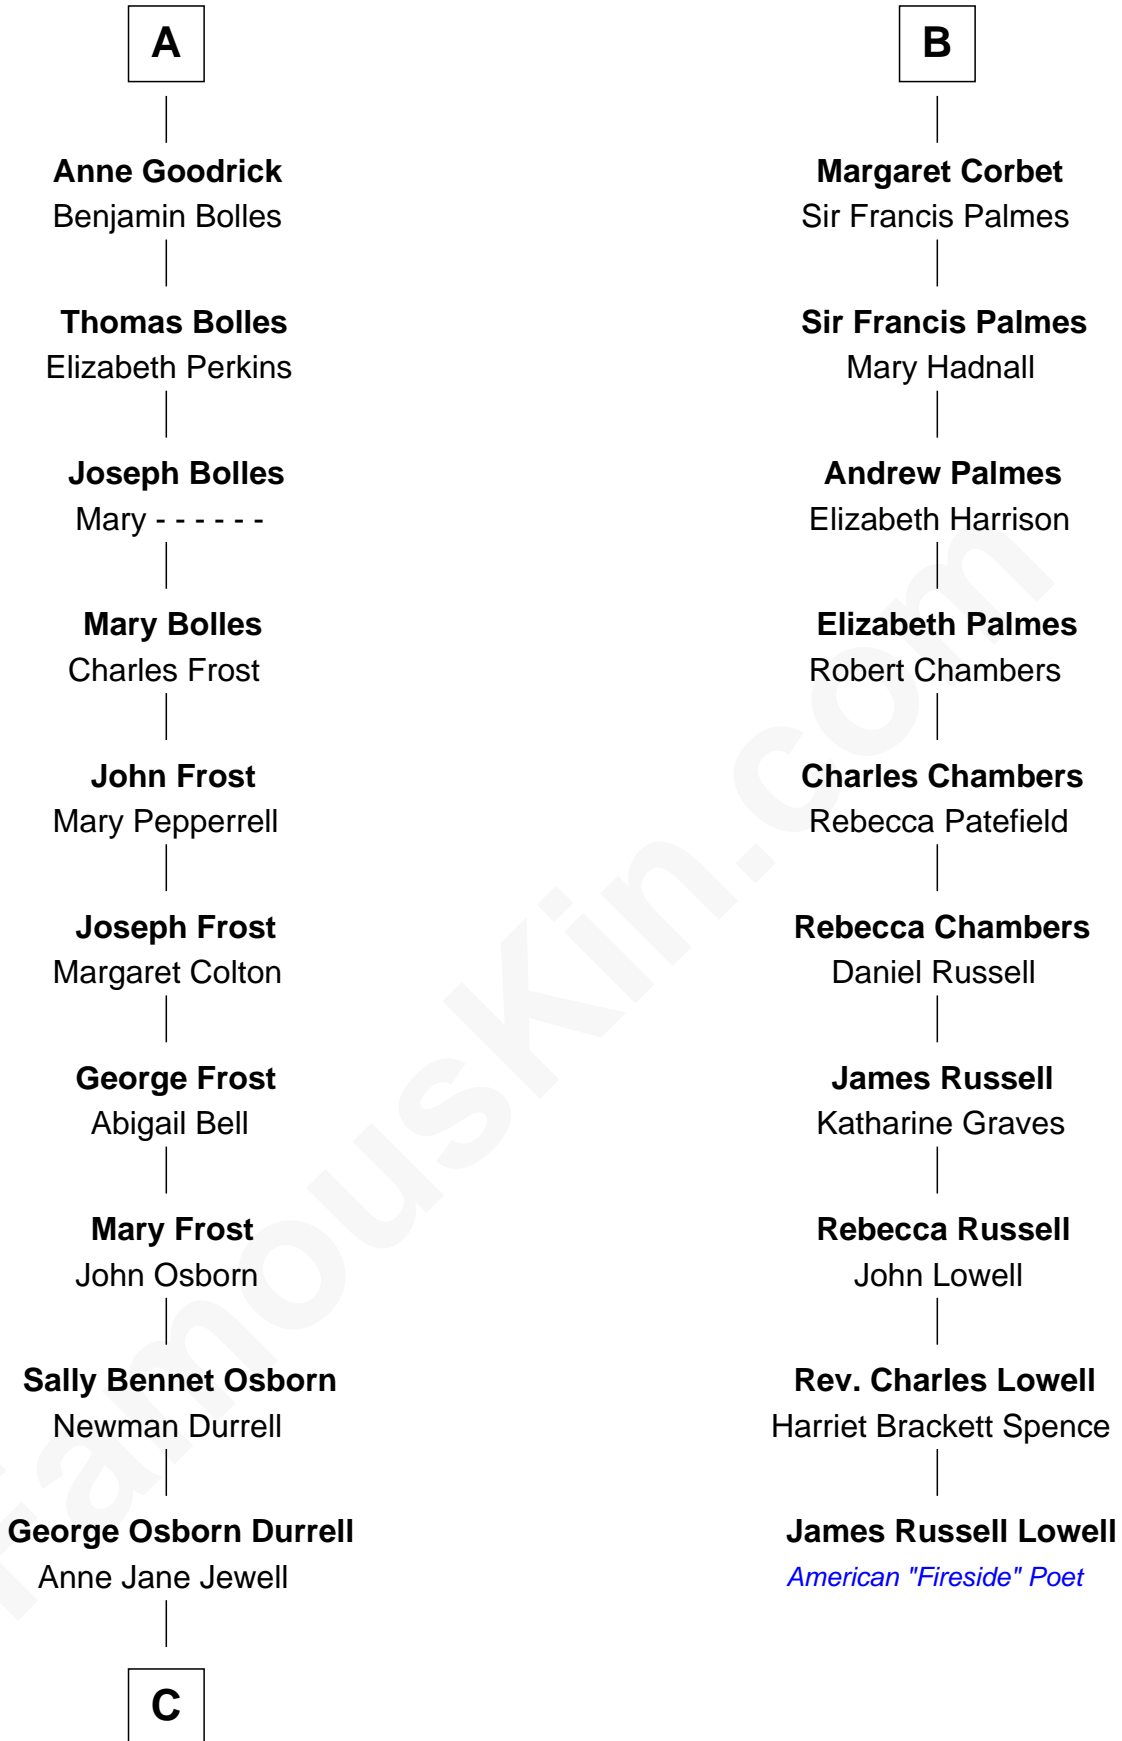 A
Anne Goodrick
Benjamin Bolles
Thomas Bolles
Elizabeth Perkins
Joseph Bolles
Mary - - - - - -
Mary Bolles
Charles Frost
John Frost
Mary Pepperrell
Joseph Frost
Margaret Colton
George Frost
Abigail Bell
Mary Frost
John Osborn
Sally Bennet Osborn
Newman Durrell
George Osborn Durrell
Anne Jane Jewell
C
B
Margaret Corbet
Sir Francis Palmes
Sir Francis Palmes
Mary Hadnall
Andrew Palmes
Elizabeth Harrison
Elizabeth Palmes
Robert Chambers
Charles Chambers
Rebecca Patefield
Rebecca Chambers
Daniel Russell
James Russell
Katharine Graves
Rebecca Russell
John Lowell
Rev. Charles Lowell
Harriet Brackett Spence
James Russell Lowell
American "Fireside" Poet
FamousKin.com